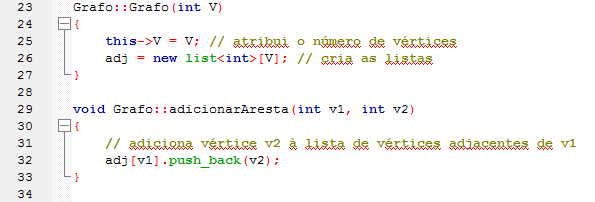 23 Grafo::Grafo(int V)
24 {
25 this->V = V; // atribui o número de vértices
26 adj = new list<int>[V]; // cria as listas
27 }
28
29 void Grafo::adicionarAresta(int v1, int v2)
30 {
31 // adiciona vértice v2 à lista de vértices adjacentes de v1
32 adj[v1].push_back(v2);
33 }
34